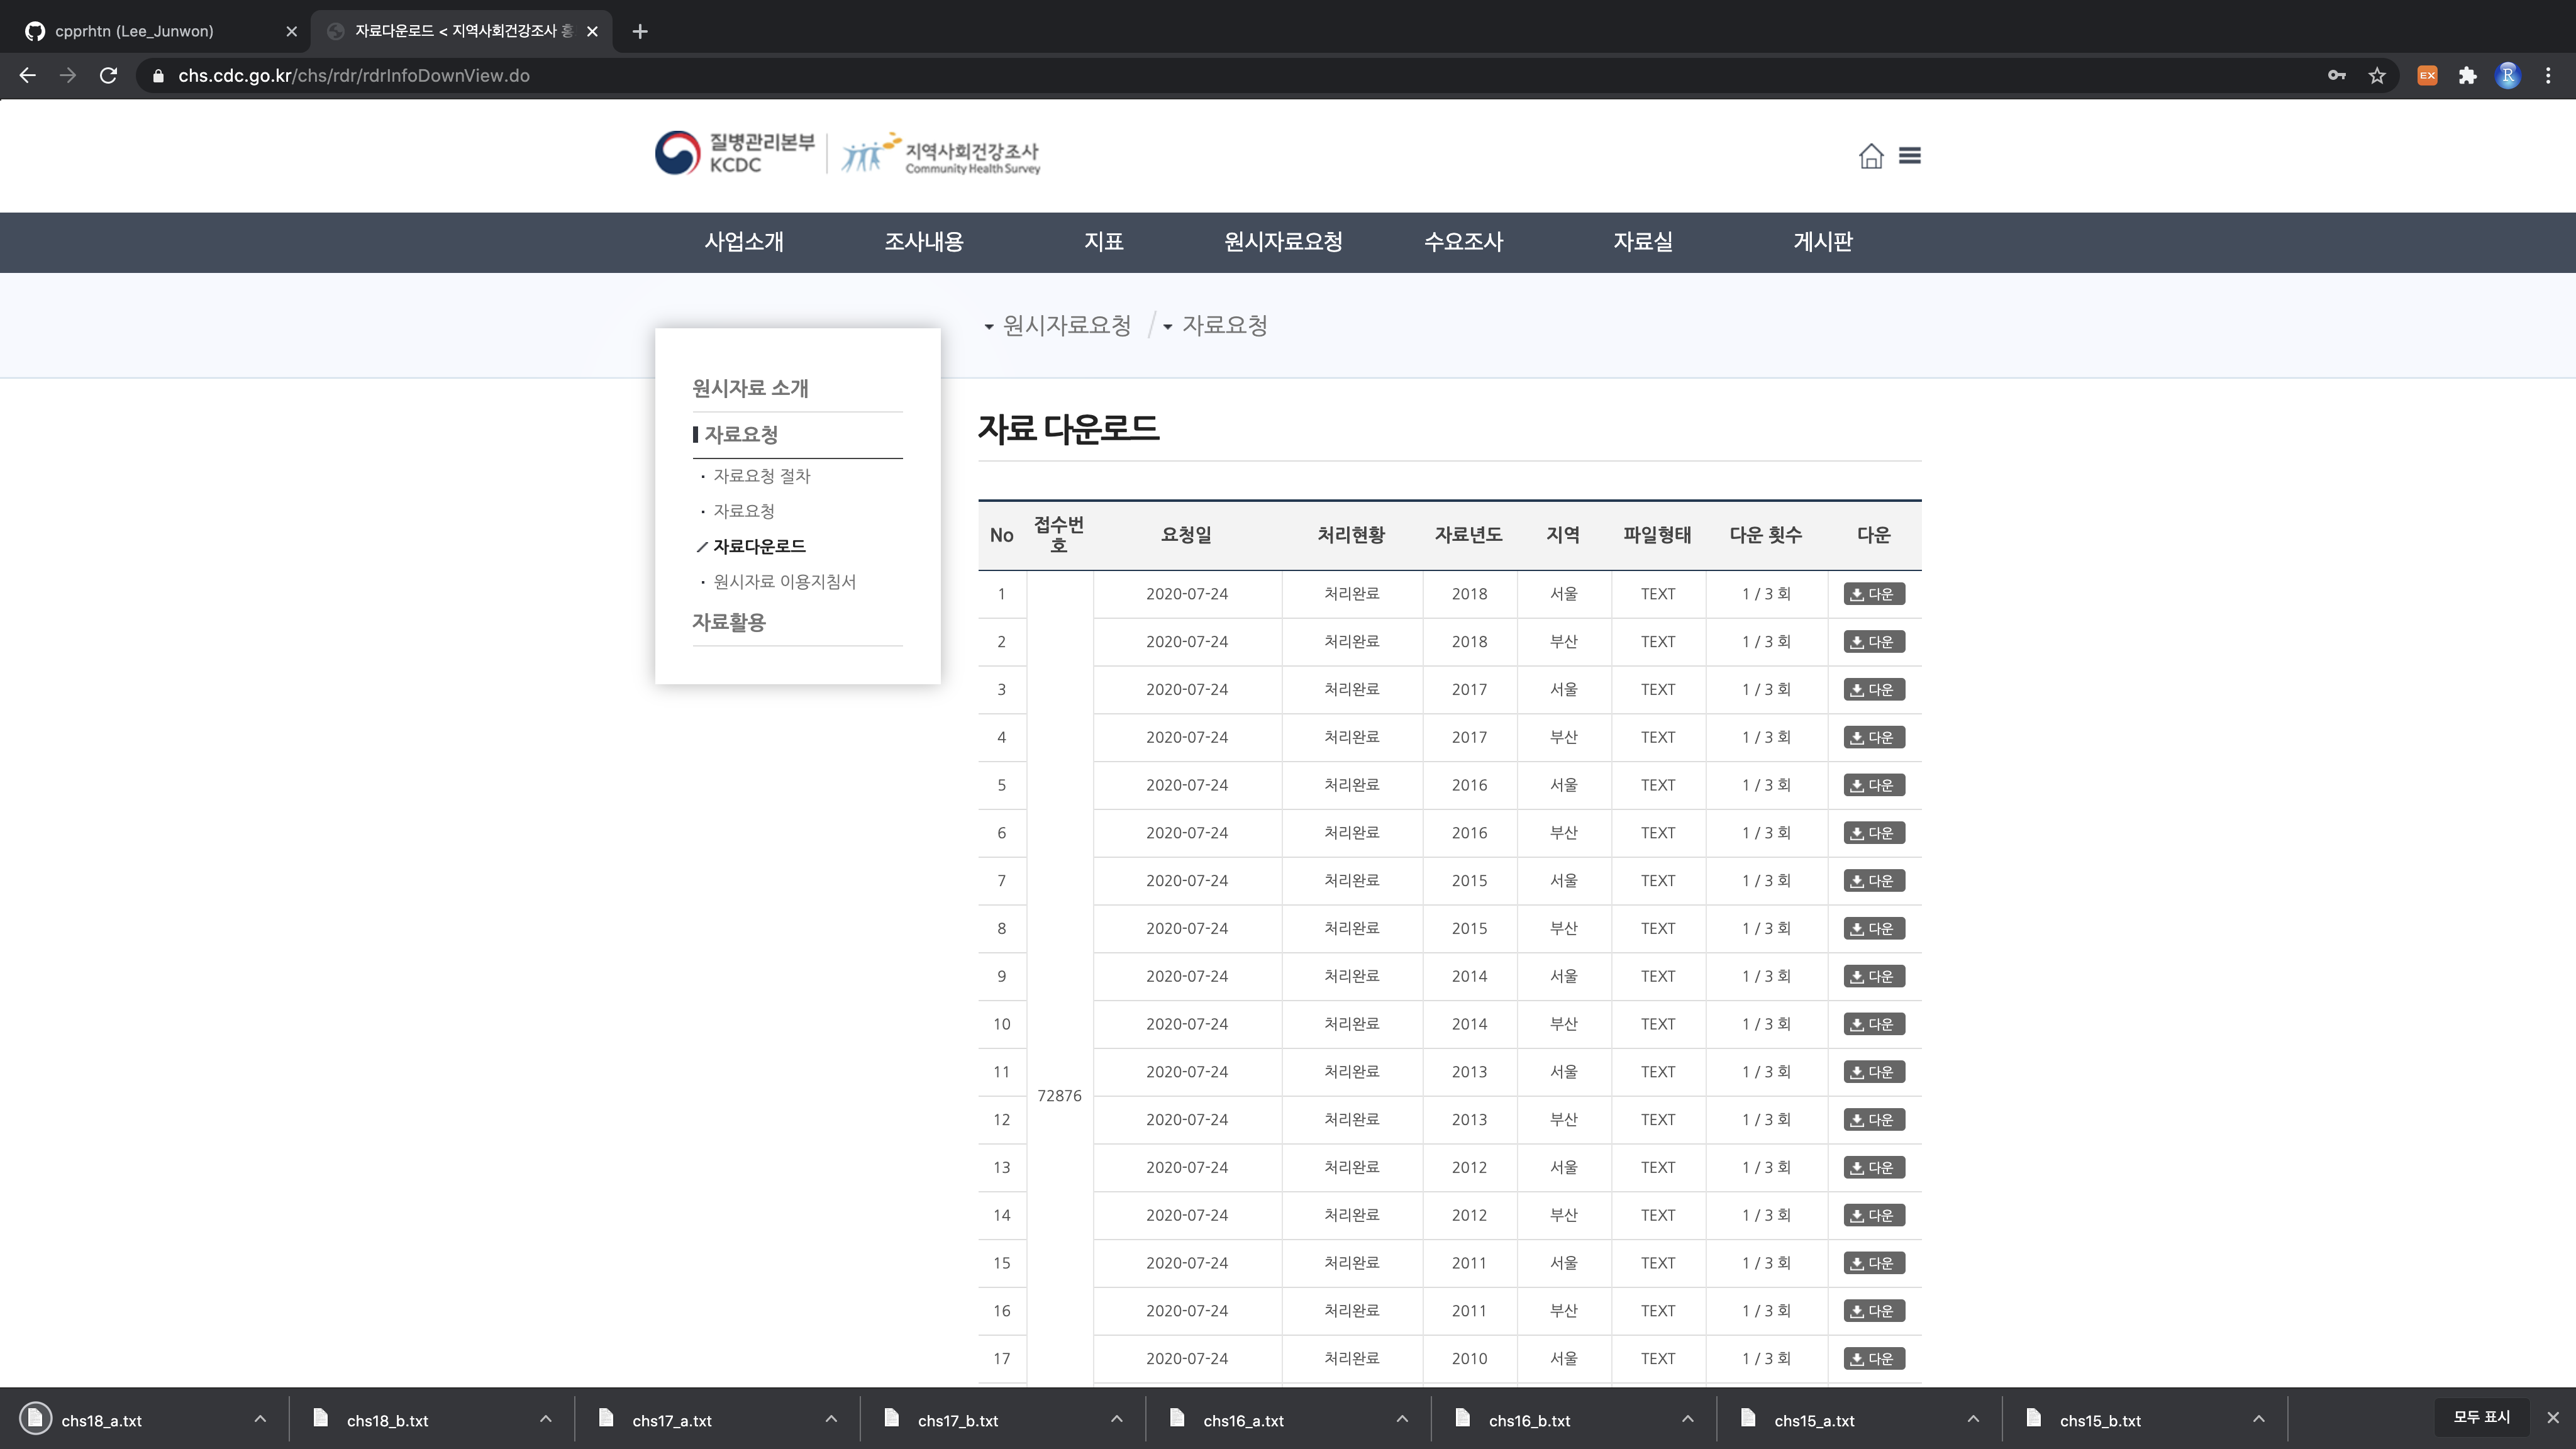 cpprhtn (Lee_Junwon)
자료다운로드 < 지역사회건강조사 홍
chs.cdc.go.kr/chs/rdr/rdrInfoDownView.do
EX
R
질병관리본부
KCDC
지역사회건강조사
Community Health Survey
사업소개 조사내용 지표 원시자료요청 수요조사 자료실 게시판
원시자료요청 / 자료요청
원시자료 소개
자료요청
자료요청 절차
자료요청
자료다운로드
원시자료 이용지침서
자료활용
자료 다운로드
No 접수번호 요청일 처리현황 자료년도 지역 파일형태 다운 횟수 다운
1 2020-07-24 처리완료 2018 서울 TEXT 1 / 3 회 다운
2 2020-07-24 처리완료 2018 부산 TEXT 1 / 3 회 다운
3 2020-07-24 처리완료 2017 서울 TEXT 1 / 3 회 다운
4 2020-07-24 처리완료 2017 부산 TEXT 1 / 3 회 다운
5 2020-07-24 처리완료 2016 서울 TEXT 1 / 3 회 다운
6 2020-07-24 처리완료 2016 부산 TEXT 1 / 3 회 다운
7 2020-07-24 처리완료 2015 서울 TEXT 1 / 3 회 다운
8 2020-07-24 처리완료 2015 부산 TEXT 1 / 3 회 다운
9 2020-07-24 처리완료 2014 서울 TEXT 1 / 3 회 다운
10 2020-07-24 처리완료 2014 부산 TEXT 1 / 3 회 다운
11 2020-07-24 처리완료 2013 서울 TEXT 1 / 3 회 다운
72876
12 2020-07-24 처리완료 2013 부산 TEXT 1 / 3 회 다운
13 2020-07-24 처리완료 2012 서울 TEXT 1 / 3 회 다운
14 2020-07-24 처리완료 2012 부산 TEXT 1 / 3 회 다운
15 2020-07-24 처리완료 2011 서울 TEXT 1 / 3 회 다운
16 2020-07-24 처리완료 2011 부산 TEXT 1 / 3 회 다운
17 2020-07-24 처리완료 2010 서울 TEXT 1 / 3 회 다운
chs18_a.txt chs18_b.txt chs17_a.txt chs17_b.txt chs16_a.txt chs16_b.txt chs15_a.txt chs15_b.txt 모두 표시